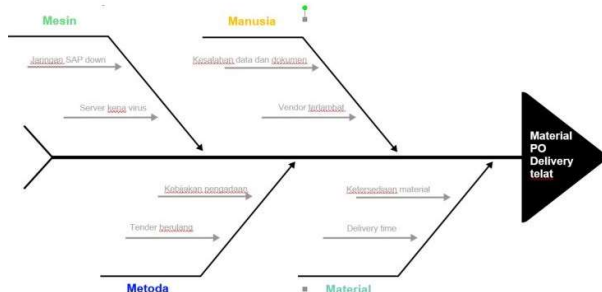 Mesin
Manusia
Jaringan SAP down
Kesalahan data dan dokumen
Server kena virus
Vendor terlambat
Material
PO
Delivery
telat
Kebijakan pengadaan
Ketersediaan material
Tender berulang
Delivery time
Metoda
Material